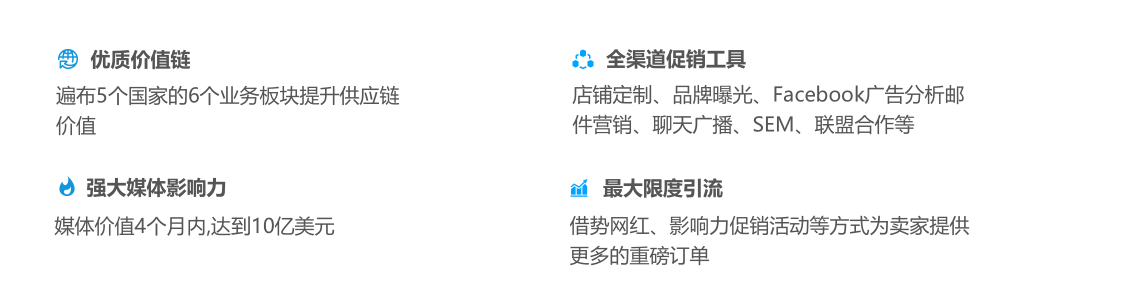 优质价值链
遍布5个国家的6个业务板块提升供应链
价值
全渠道促销工具
店铺定制、品牌曝光、Facebook广告分析邮
件营销、聊天广播、SEM、联盟合作等
强大媒体影响力
媒体价值4个月内,达到10亿美元
最大限度引流
借势网红、影响力促销活动等方式为卖家提供
更多的重磅订单